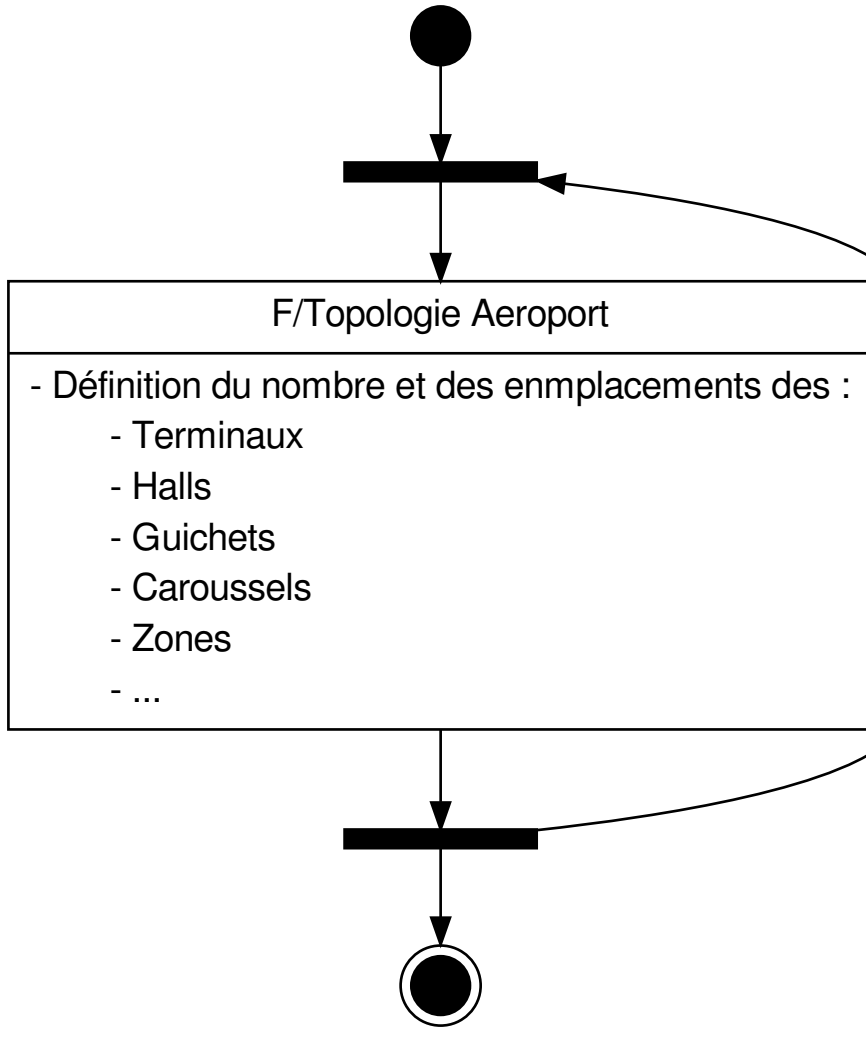 F/Topologie Aeroport
- Définition du nombre et des enmplacements des :
- Terminaux
- Halls
- Guichets
- Caroussels
- Zones
- ...